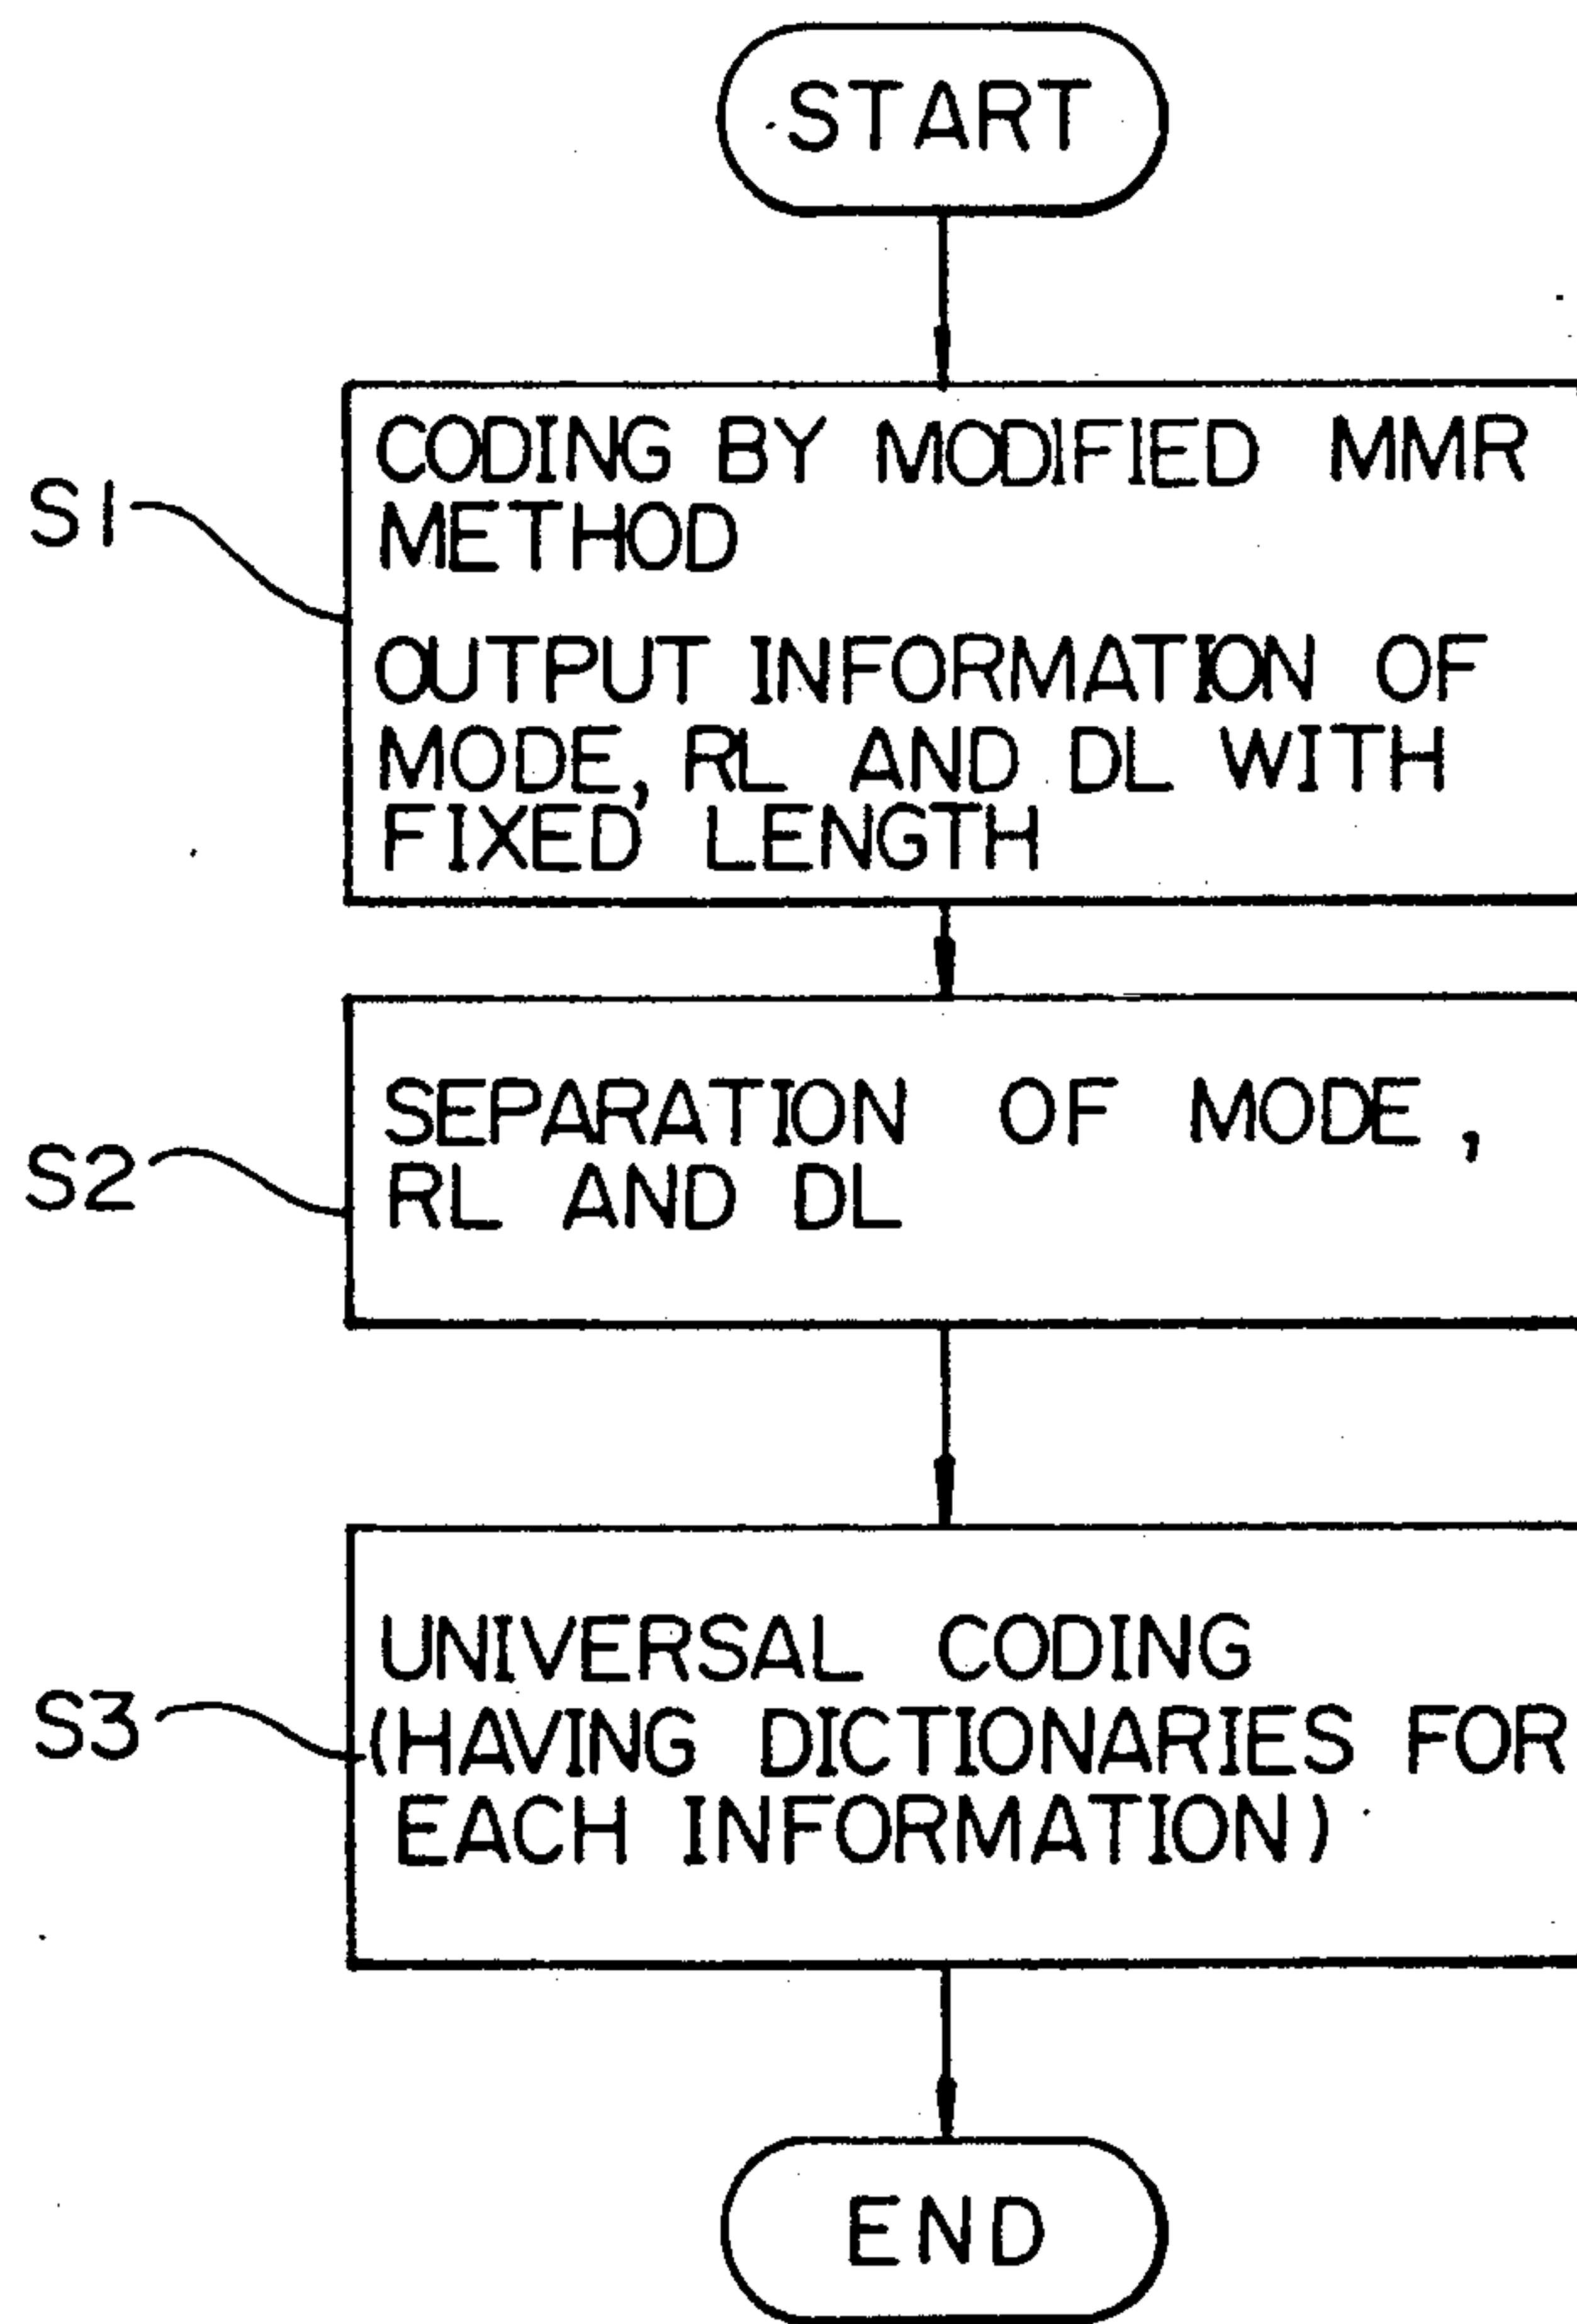 START
S1
CODING BY MODIFIED MMR
METHOD
OUTPUT INFORMATION OF
MODE, RL AND DL WITH
FIXED LENGTH
S2
SEPARATION OF MODE,
RL AND DL
S3
UNIVERSAL CODING
(HAVING DICTIONARIES FOR
EACH INFORMATION)
END